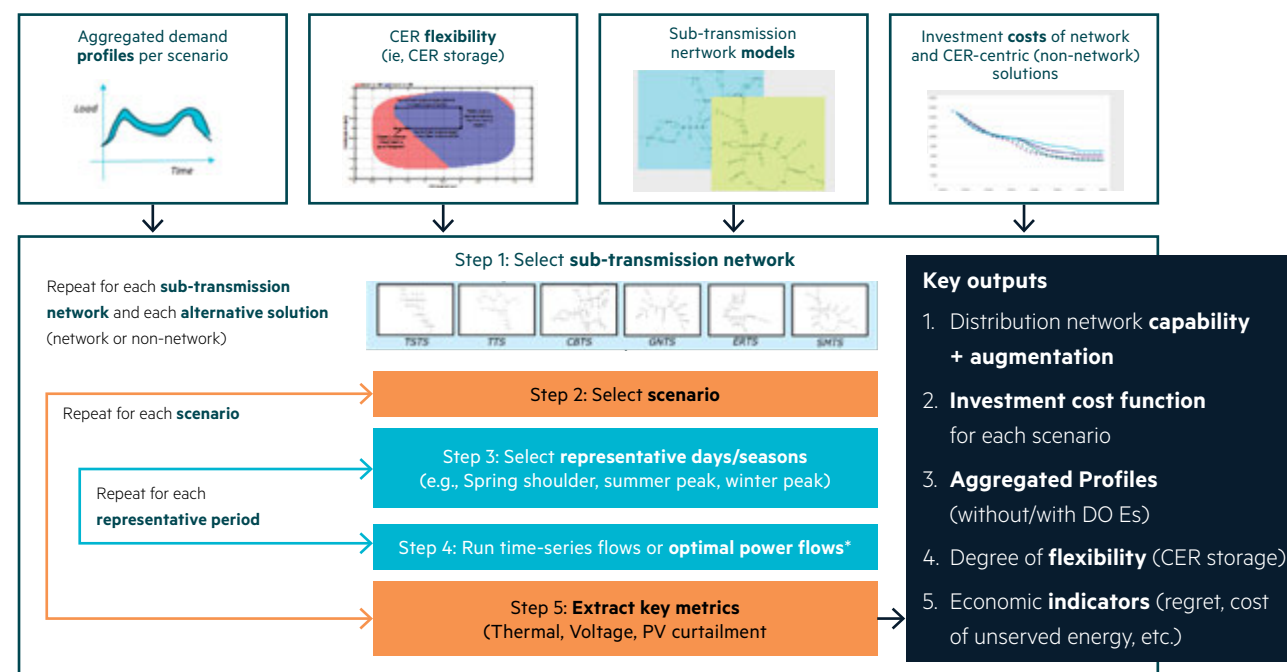 Aggregated demand
profiles per scenario
Load
Time
CER flexibility
(ie, CER storage)
Sub-transmission
nertwork models
Investment costs of network
and CER-centric (non-network)
solutions
Step 1: Select sub-transmission network
Repeat for each sub-transmission
network and each alternative solution
(network or non-network)
TSTS
TTS
CBTS
GNTS
ERTS
SMTS
Step 2: Select scenario
Repeat for each scenario
Step 3: Select representative days/seasons
(e.g., Spring shoulder, summer peak, winter peak)
Repeat for each
representative period
Step 4: Run time-series flows or optimal power flows*
Step 5: Extract key metrics
(Thermal, Voltage, PV curtailment
Key outputs
1. Distribution network capability
+ augmentation
2. Investment cost function
for each scenario
3. Aggregated Profiles
(without/with DO Es)
4. Degree of flexibility (CER storage)
5. Economic indicators (regret, cost
of unserved energy, etc.)